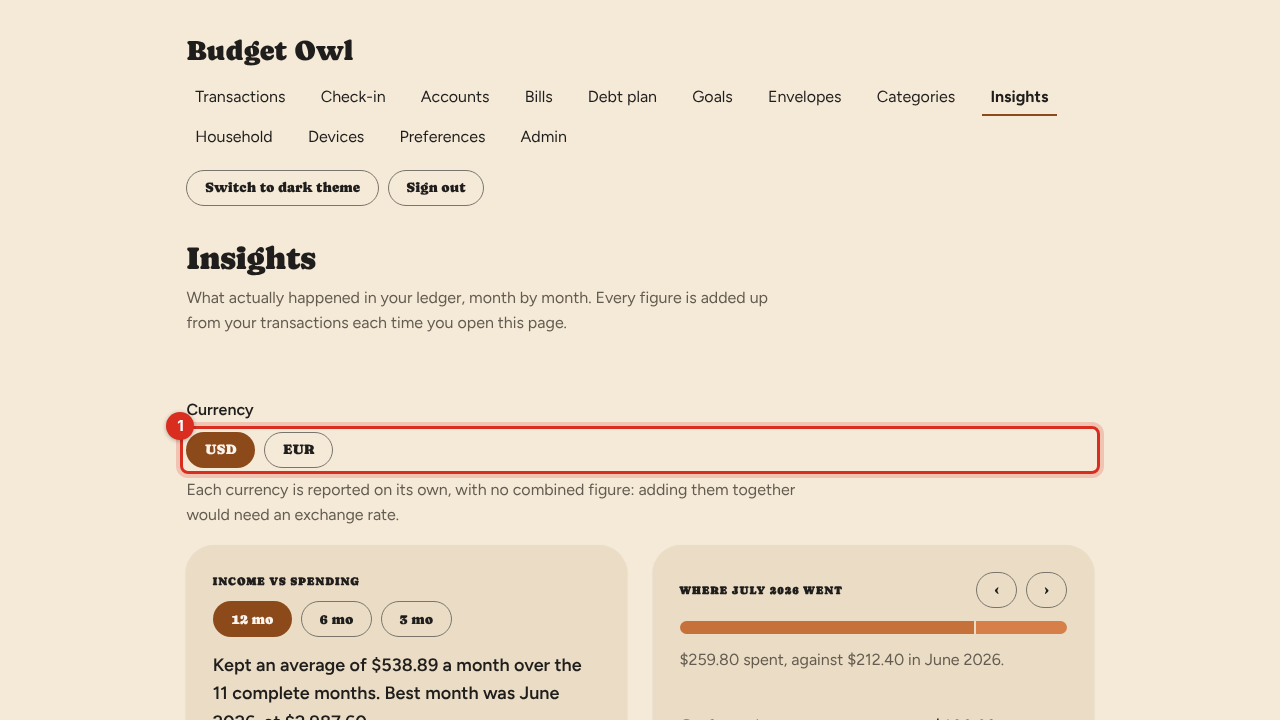 Budget Owl
Transactions Check-in Accounts Bills Debt plan Goals Envelopes Categories Insights
Household Devices Preferences Admin
Switch to dark theme Sign out
Insights
What actually happened in your ledger, month by month. Every figure is added up
from your transactions each time you open this page.
Currency
1
USD EUR
Each currency is reported on its own, with no combined figure: adding them together
would need an exchange rate.
INCOME VS SPENDING
12 mo 6 mo 3 mo
Kept an average of $538.89 a month over the
11 complete months. Best month was June
WHERE JULY 2026 WENT ‹ ›
$259.80 spent, against $212.40 in June 2026.